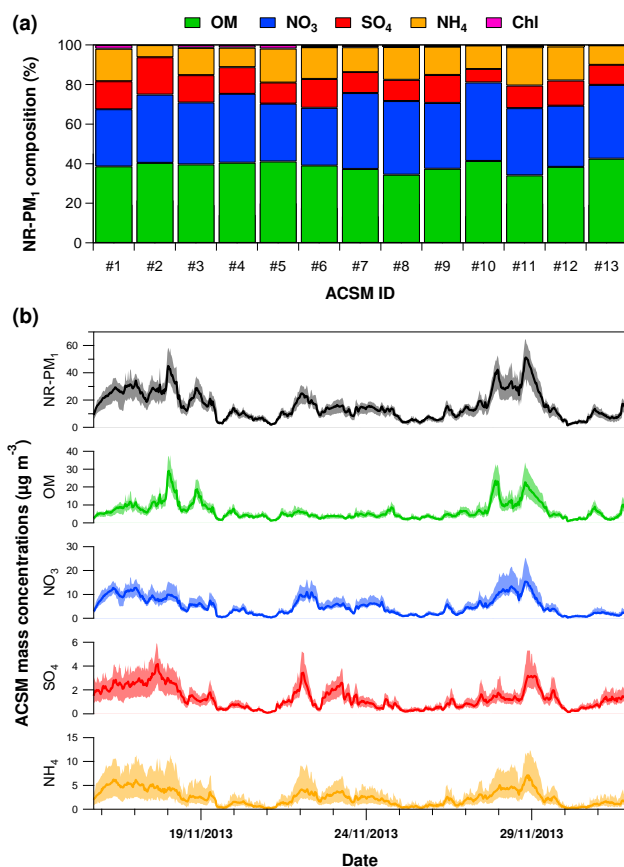 (a)
OM NO3 SO4 NH4 Chl
NR-PM1 composition (%)
100
80
60
40
20
0
#1 #2 #3 #4 #5 #6 #7 #8 #9 #10 #11 #12 #13
ACSM ID
(b)
ACSM mass concentrations (µg m-3)
NR-PM1
60
40
20
0
OM
40
30
20
10
0
NO3
30
20
10
0
SO4
6
4
2
0
NH4
15
10
5
0
19/11/2013 24/11/2013 29/11/2013
Date